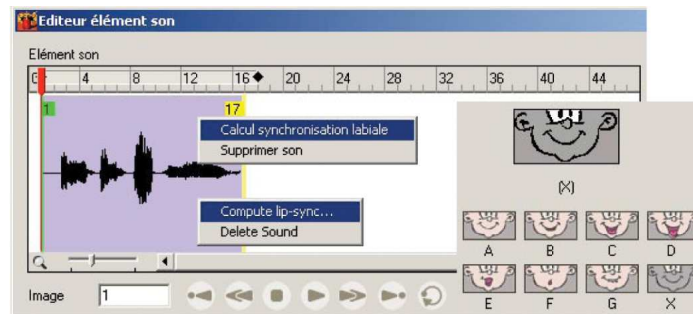 Editeur élément son
Elément son
4 8 12 16 20 24 28 32 36 40 44
1 17
Calcul synchronisation labiale
Supprimer son
Compute lip-sync...
Delete Sound
Image 1
(X)
A B C D
E F G X